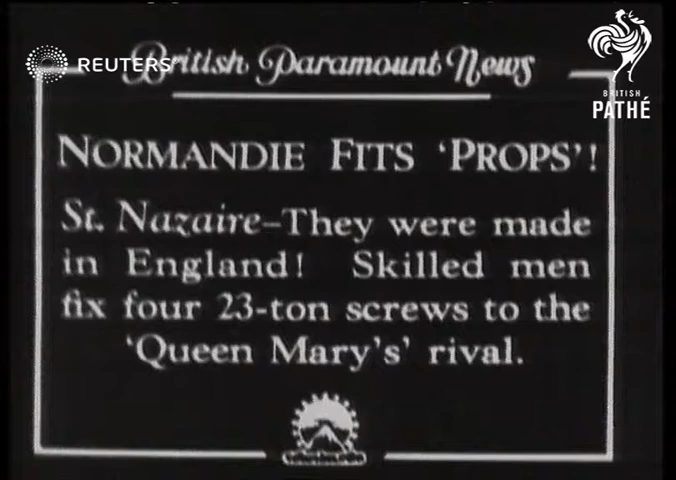 REUTERS
British Paramount News
BRITISH
PATHÉ
NORMANDIE FITS 'PROPS'!
St. Nazaire–They were made
in England! Skilled men
fix four 23-ton screws to the
'Queen Mary's' rival.